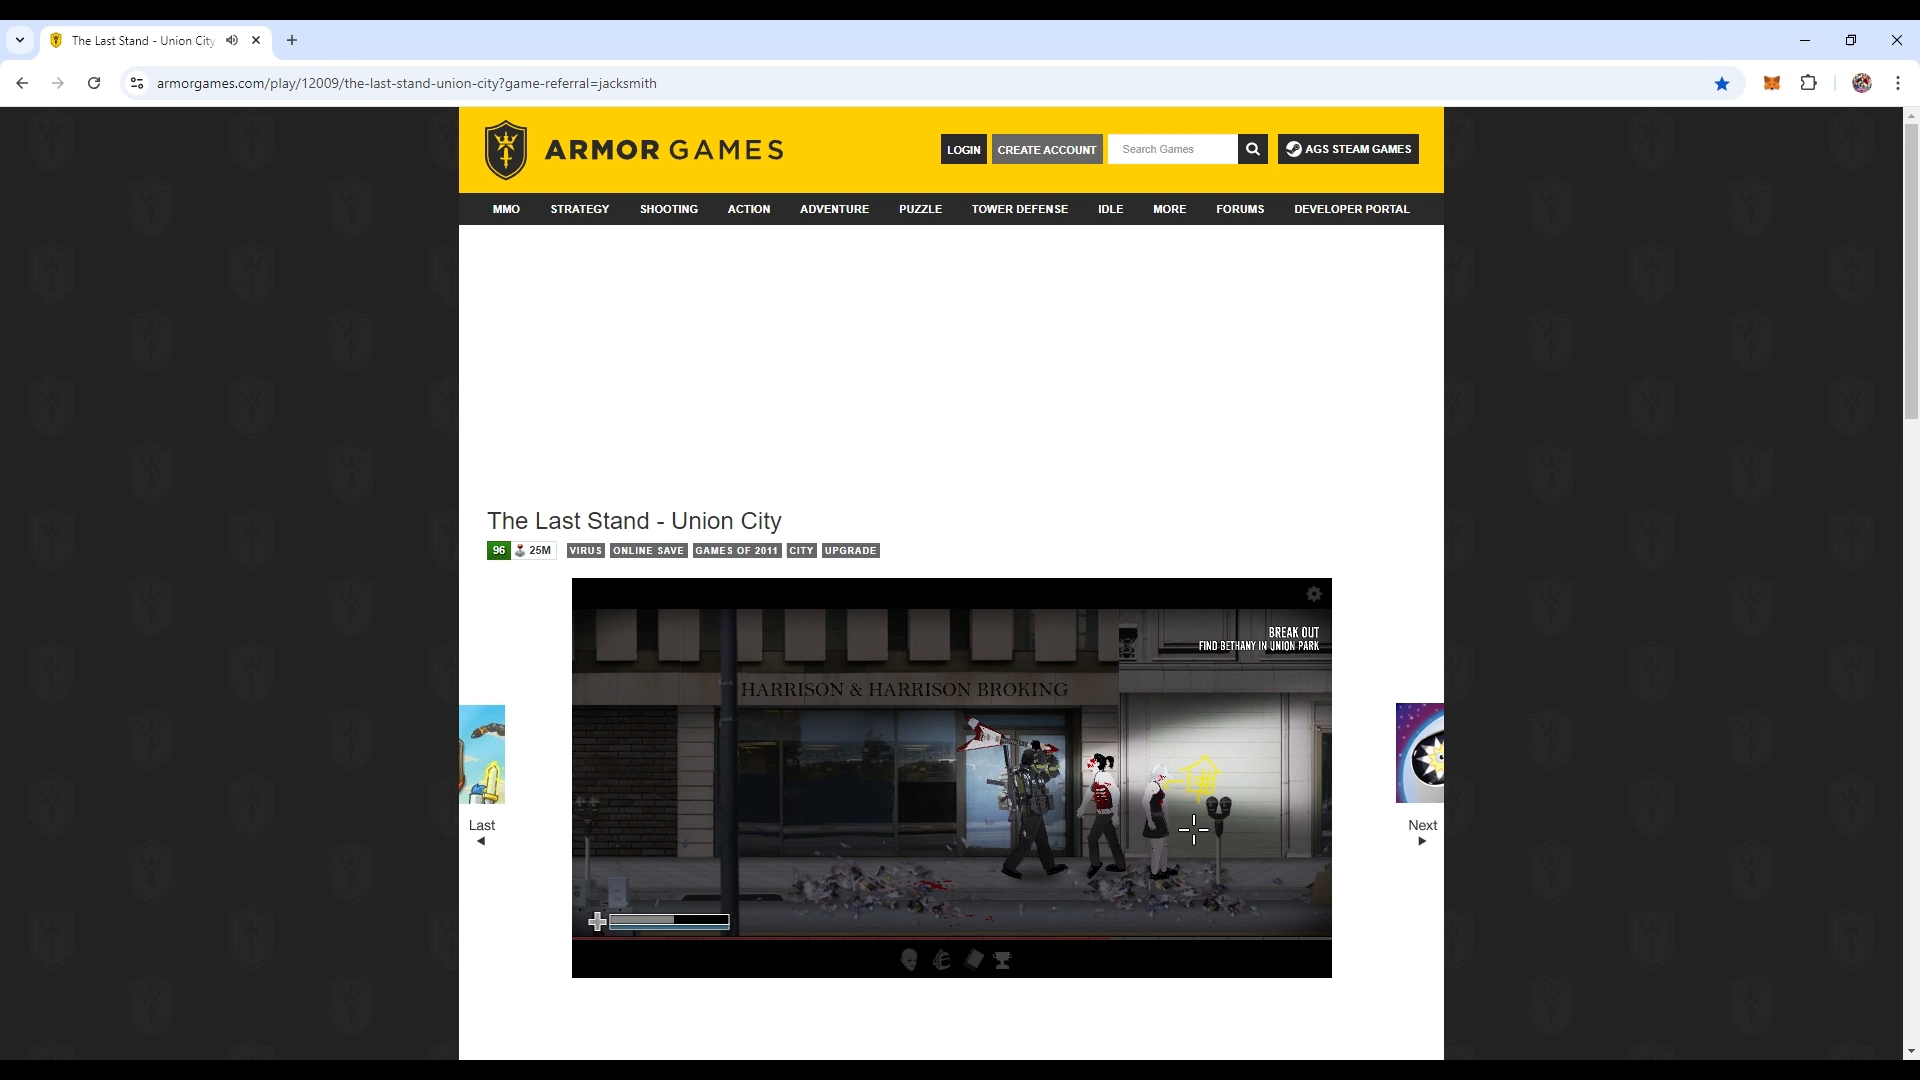 The Last Stand - Union City
armorgames.com/play/12009/the-last-stand-union-city?game-referral=jacksmith
ARMOR GAMES
LOGIN
CREATE ACCOUNT
Search Games
AGS STEAM GAMES
MMO
STRATEGY
SHOOTING
ACTION
ADVENTURE
PUZZLE
TOWER DEFENSE
IDLE
MORE
FORUMS
DEVELOPER PORTAL
The Last Stand - Union City
96
25M
VIRUS
ONLINE SAVE
GAMES OF 2011
CITY
UPGRADE
BREAK OUT
FIND BETHANY IN UNION PARK
HARRISON & HARRISON BROKING
Last
Next